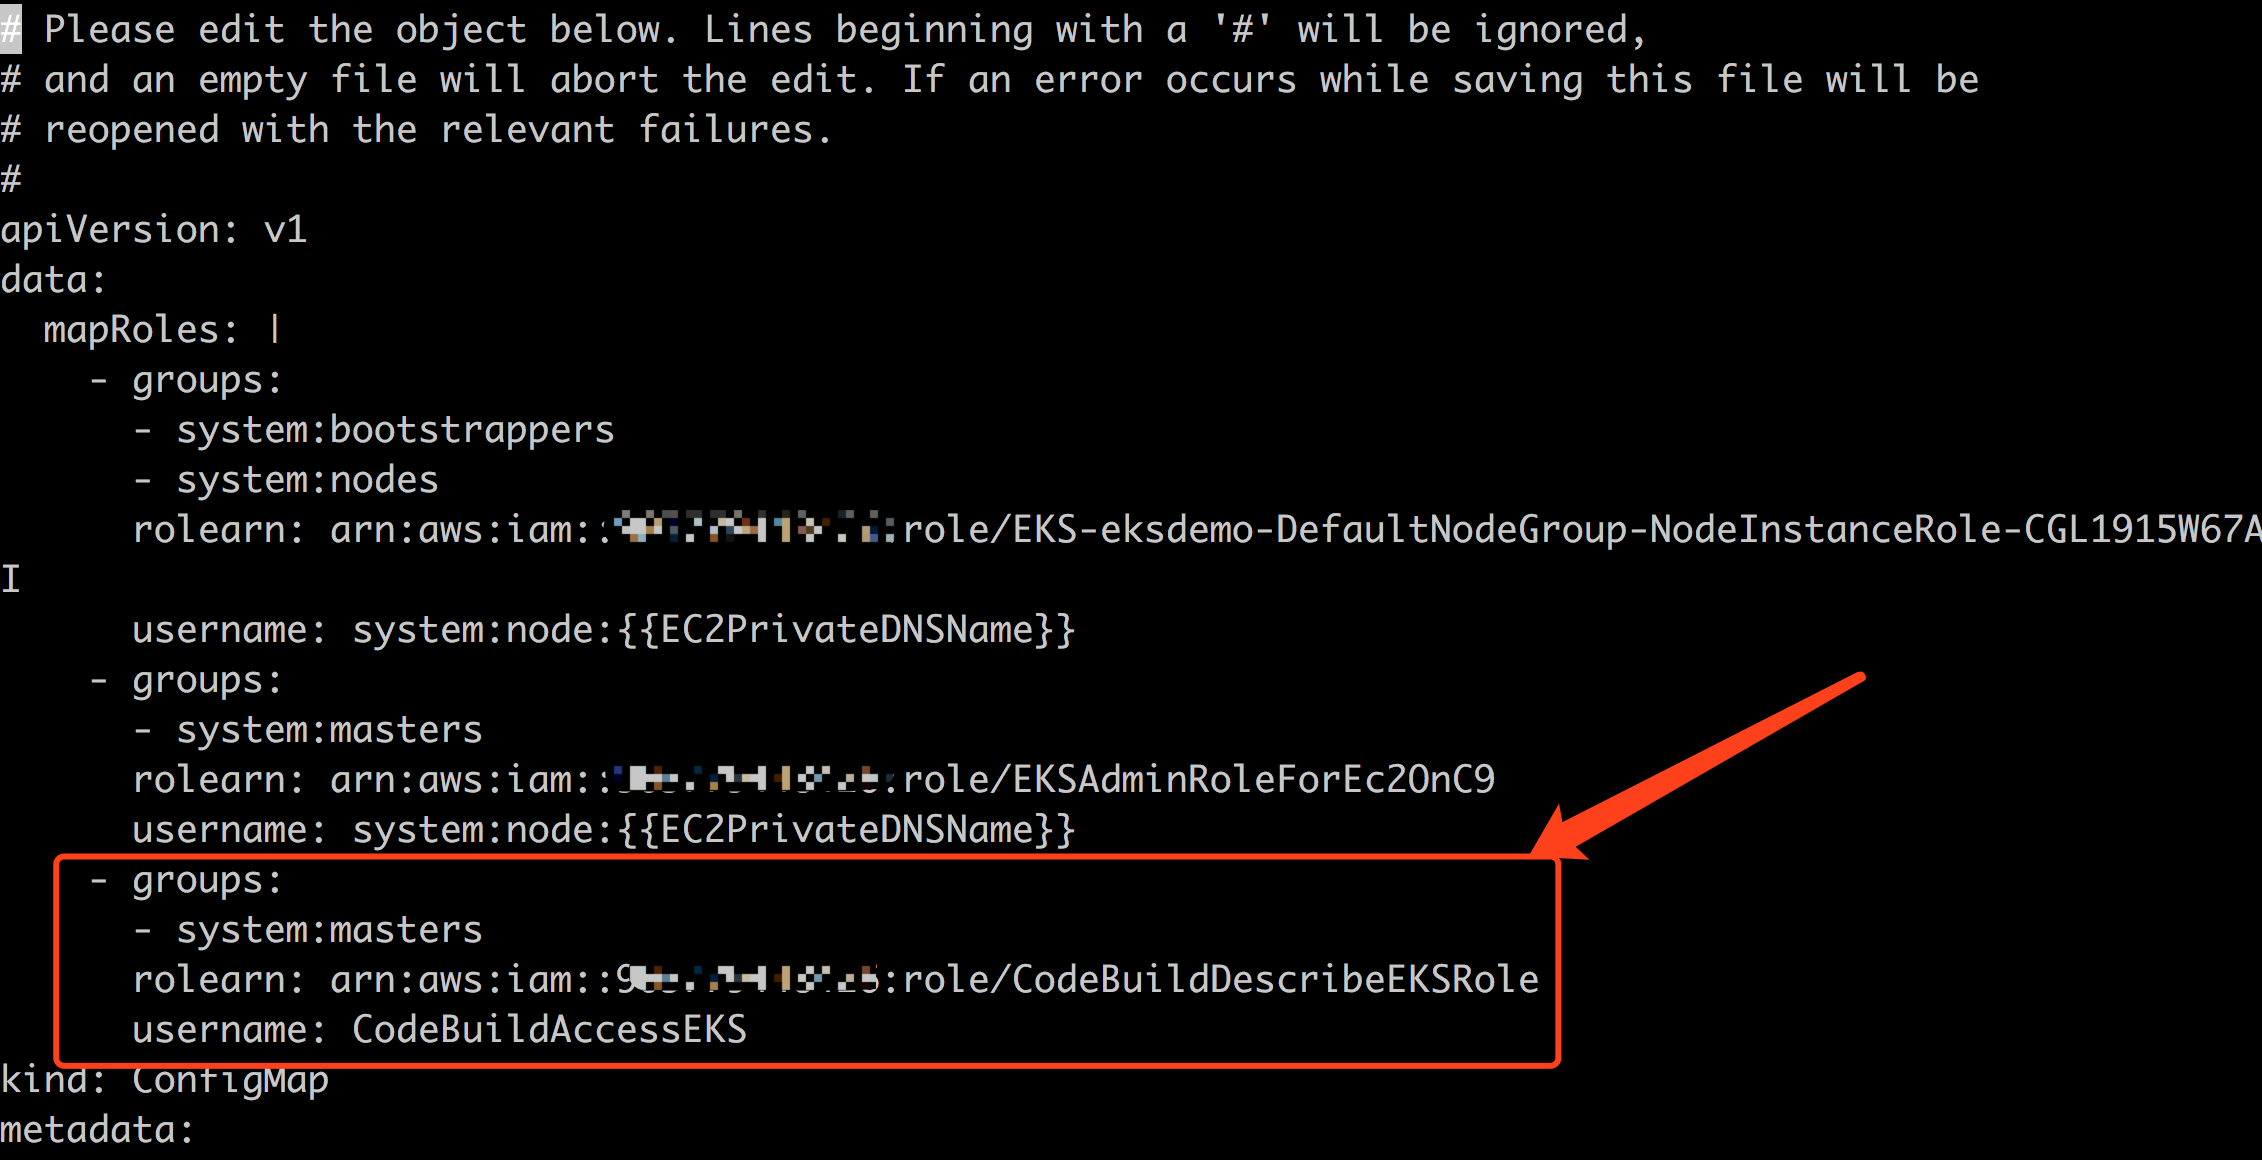 # Please edit the object below. Lines beginning with a '#' will be ignored,
# and an empty file will abort the edit. If an error occurs while saving this file will be
# reopened with the relevant failures.
#
apiVersion: v1
data:
  mapRoles: |
    - groups:
      - system:bootstrappers
      - system:nodes
      rolearn: arn:aws:iam:: :role/EKS-eksdemo-DefaultNodeGroup-NodeInstanceRole-CGL1915W67A
I
      username: system:node:{{EC2PrivateDNSName}}
    - groups:
      - system:masters
      rolearn: arn:aws:iam:: :role/EKSAdminRoleForEc2OnC9
      username: system:node:{{EC2PrivateDNSName}}
    - groups:
      - system:masters
      rolearn: arn:aws:iam:: :role/CodeBuildDescribeEKSRole
      username: CodeBuildAccessEKS
kind: ConfigMap
metadata: